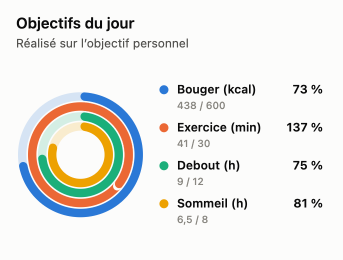 Objectifs du jour
Réalisé sur l’objectif personnel
Bouger (kcal) 73 %
438 / 600
Exercice (min) 137 %
41 / 30
Debout (h) 75 %
9 / 12
Sommeil (h) 81 %
6,5 / 8